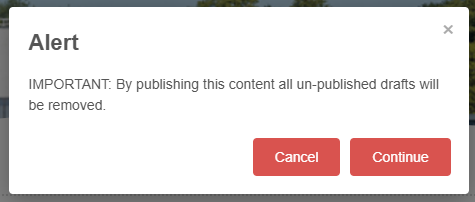 Alert
×
IMPORTANT: By publishing this content all un-published drafts will
be removed.
Cancel Continue